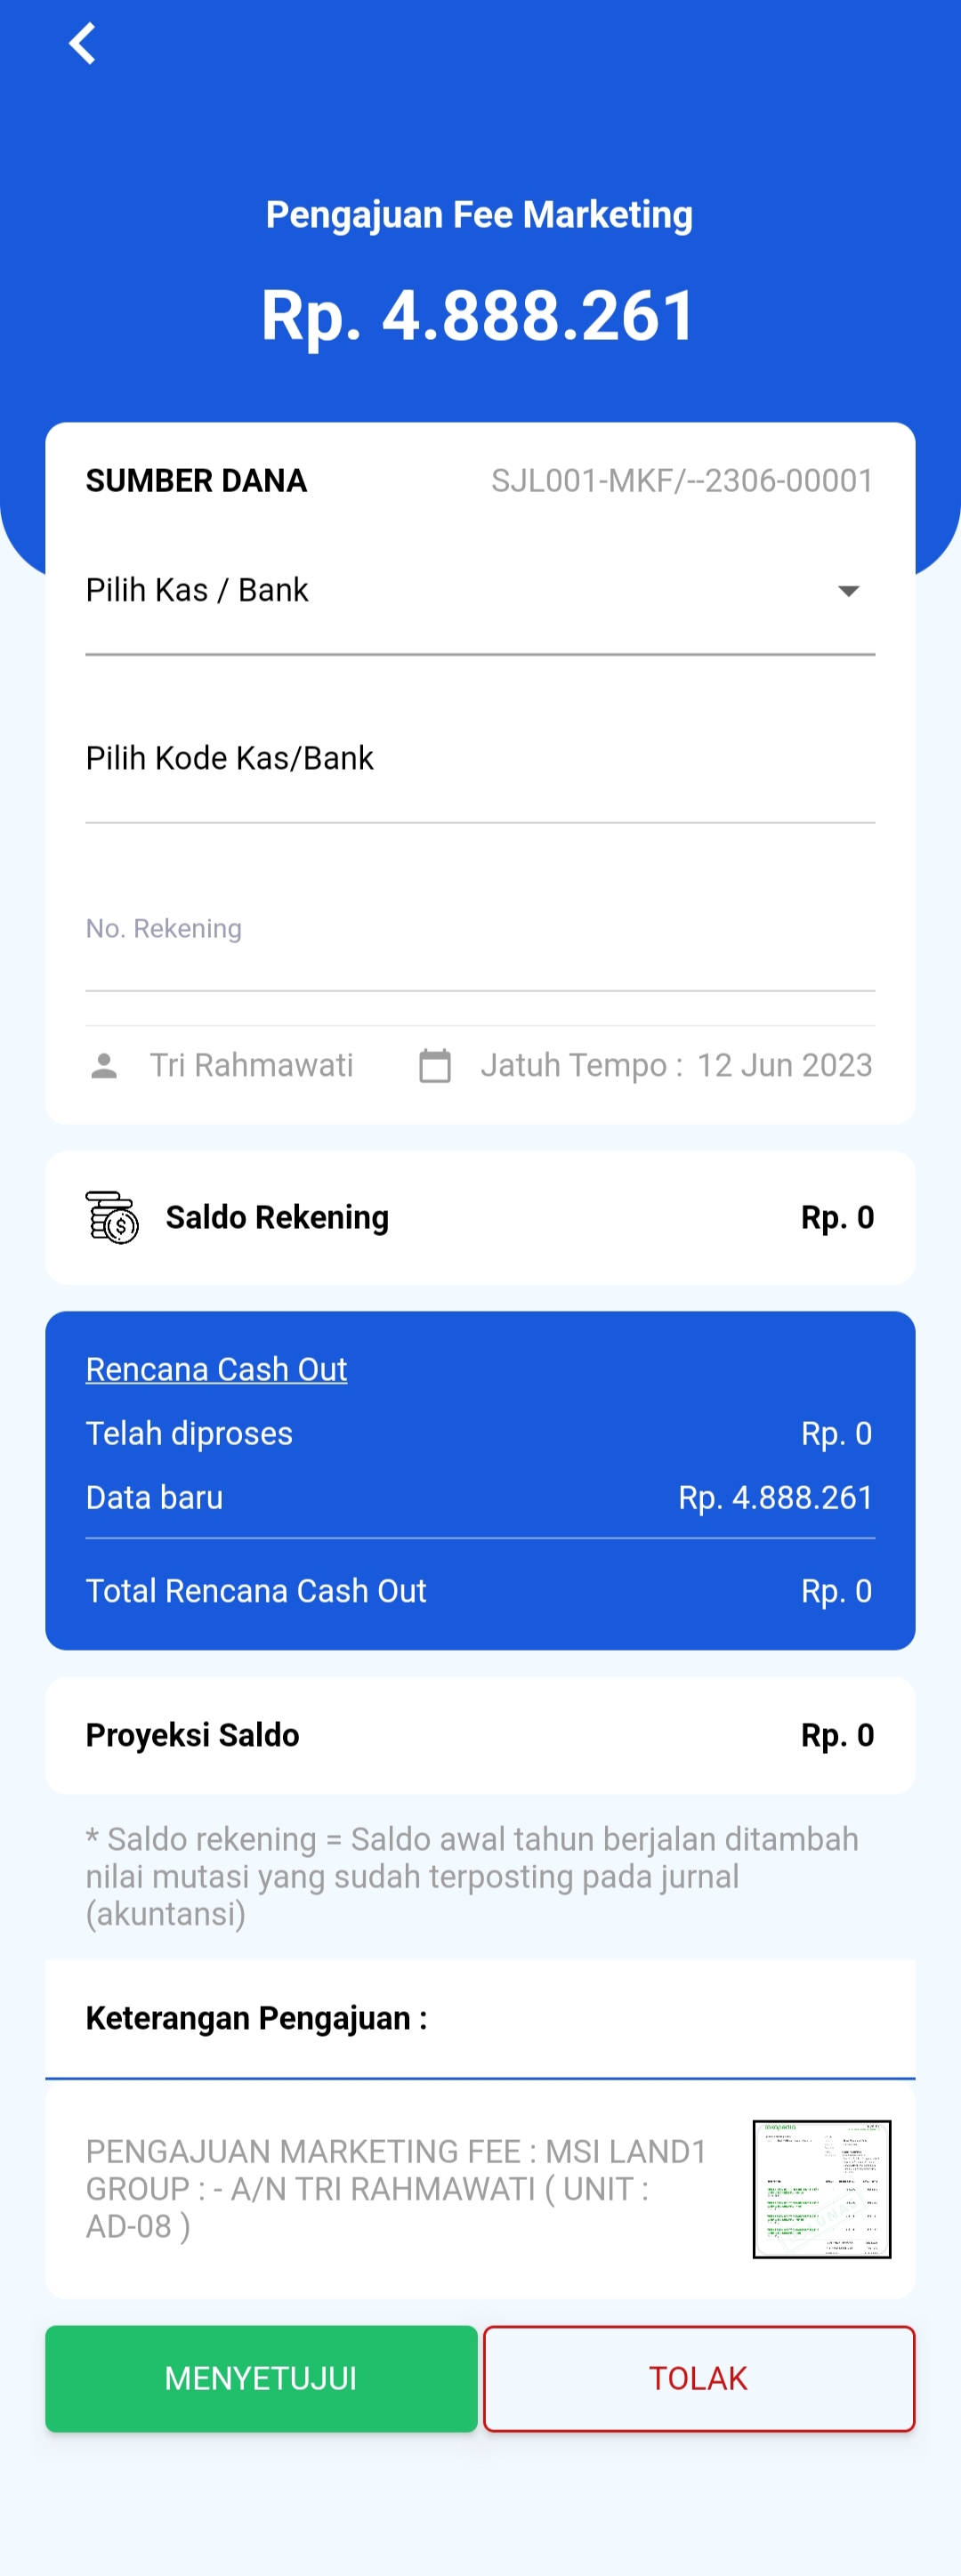 Pengajuan Fee Marketing
Rp. 4.888.261
SUMBER DANA SJL001-MKF/--2306-00001
Pilih Kas / Bank
Pilih Kode Kas/Bank
No. Rekening
Tri Rahmawati Jatuh Tempo : 12 Jun 2023
Saldo Rekening Rp. 0
Rencana Cash Out
Telah diproses Rp. 0
Data baru Rp. 4.888.261
Total Rencana Cash Out Rp. 0
Proyeksi Saldo Rp. 0
* Saldo rekening = Saldo awal tahun berjalan ditambah
nilai mutasi yang sudah terposting pada jurnal
(akuntansi)
Keterangan Pengajuan :
PENGAJUAN MARKETING FEE : MSI LAND1
GROUP : - A/N TRI RAHMAWATI ( UNIT :
AD-08 )
tokopedia
MENYETUJUI TOLAK